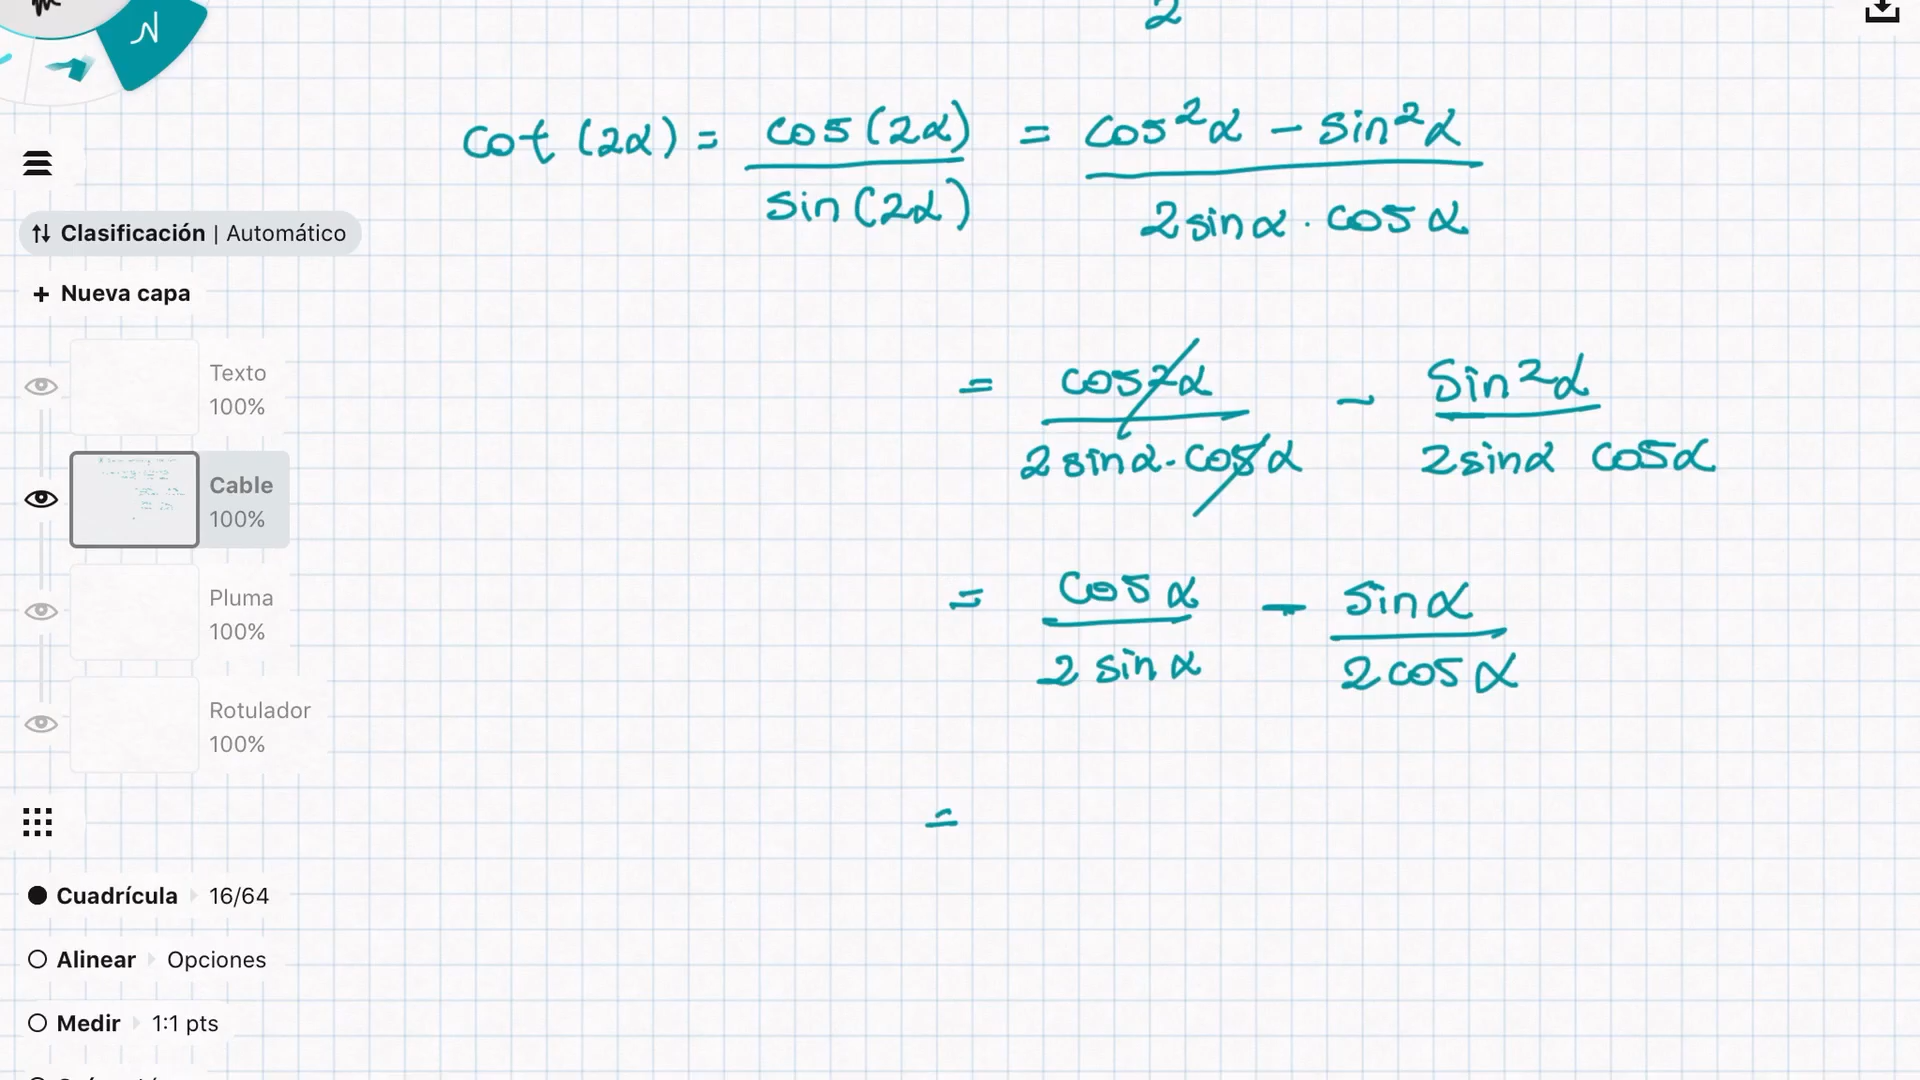 2
cot (2α) = cos(2α) / sin(2α) = cos²α - sin²α / 2sinα · cosα
↑↓ Clasificación | Automático
+ Nueva capa
Texto
100%
= cos²α / 2sinα · cosα - sin²α / 2sinα cosα
Cable
100%
= cosα / 2 sinα - sinα / 2cosα
Pluma
100%
Rotulador
100%
=
Cuadrícula 16/64
Alinear Opciones
Medir 1:1 pts